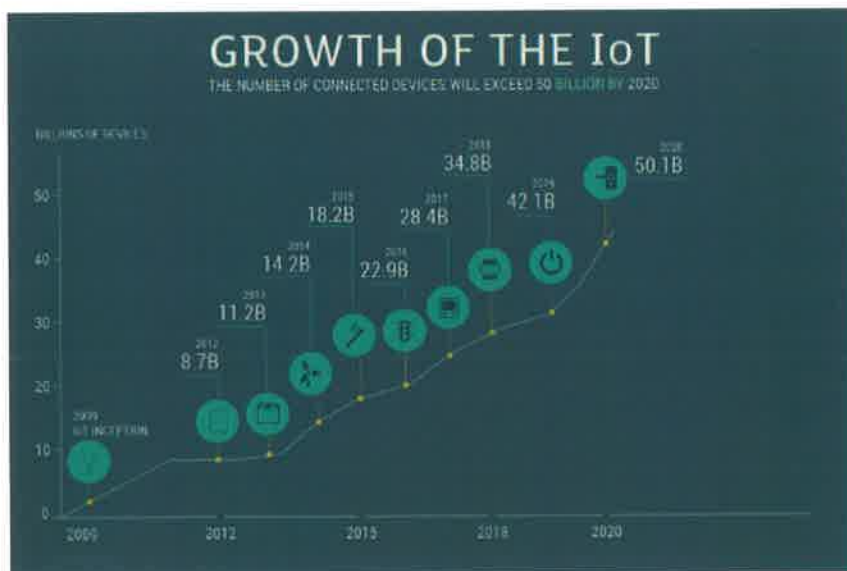 GROWTH OF THE IoT
THE NUMBER OF CONNECTED DEVICES WILL EXCEED 50 BILLION BY 2020
BILLIONS OF DEVICES
2020
50.1B
2018
34.8B
42.1B
2017
28.4B
2015
18.2B
2016
22.9B
2014
14.2B
2013
11.2B
2012
8.7B
2009
IoT INCEPTION
50
40
30
20
10
0
2009
2012
2015
2018
2020